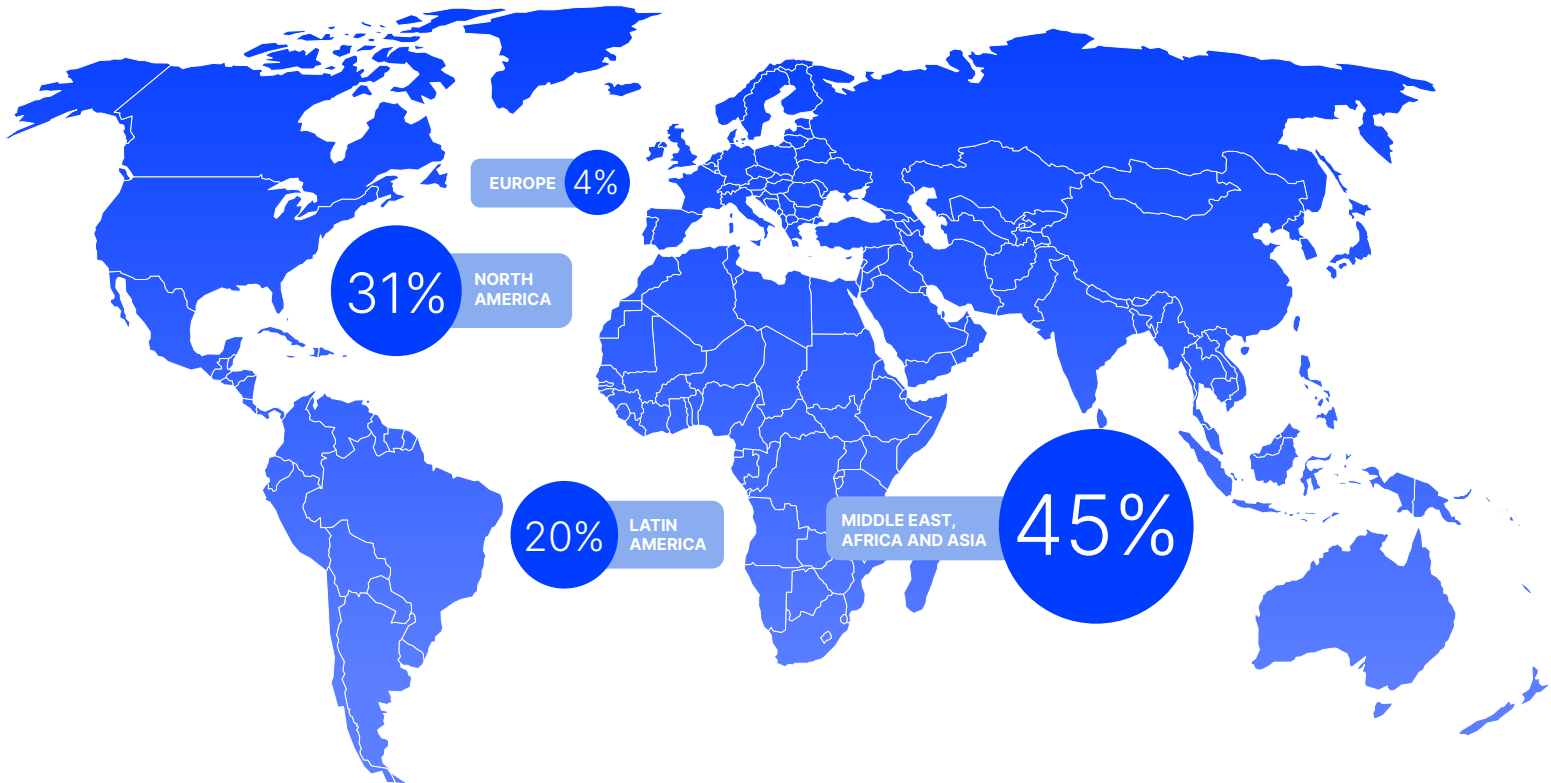 EUROPE 4%
31% NORTH
AMERICA
20% LATIN
AMERICA
MIDDLE EAST,
AFRICA AND ASIA 45%